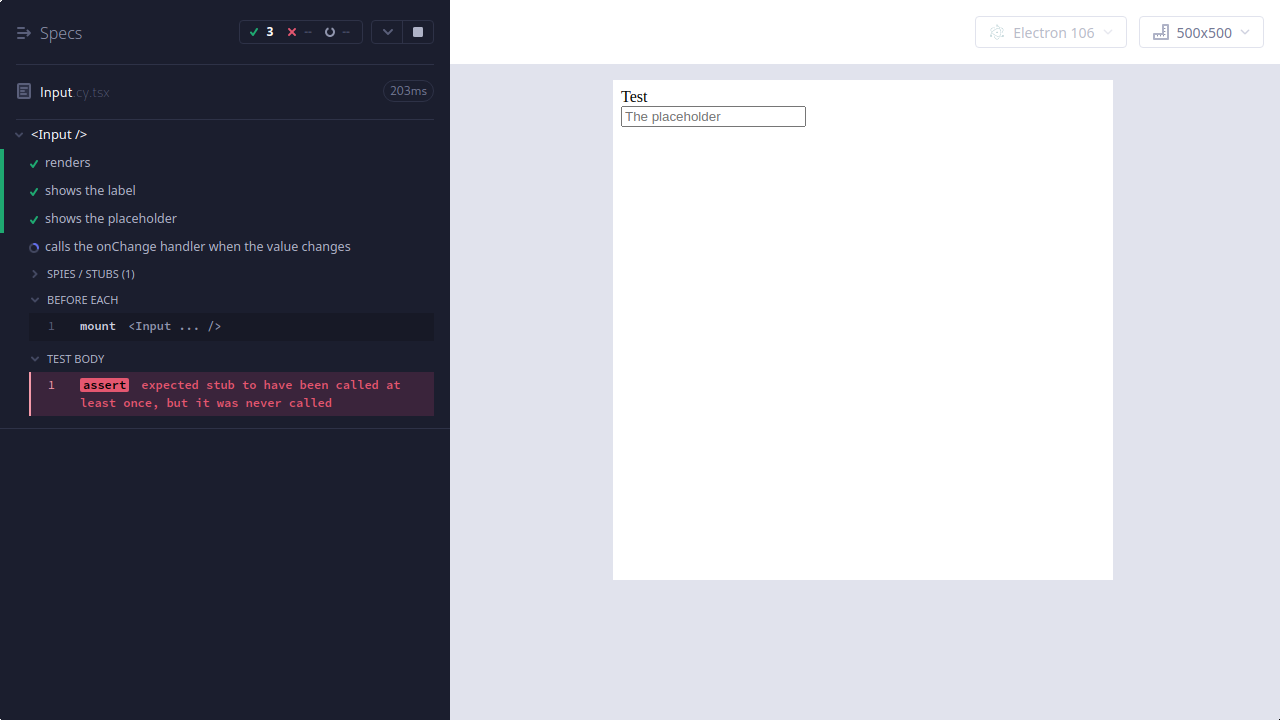 Specs
3 -- --
Input.cy.tsx
203ms
<Input />
renders
shows the label
shows the placeholder
calls the onChange handler when the value changes
SPIES / STUBS (1)
BEFORE EACH
1 mount <Input ... />
TEST BODY
1 assert expected stub to have been called at
least once, but it was never called
Electron 106
500x500
Test
The placeholder